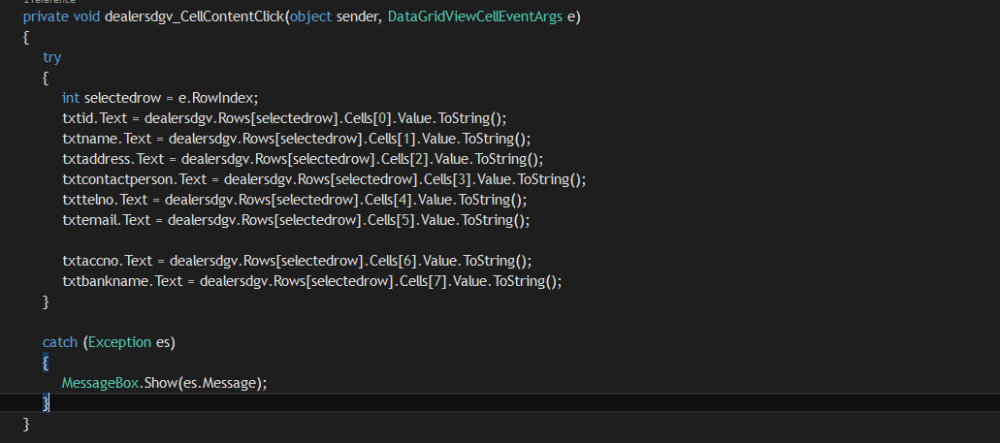 1 reference
private void dealersdgv_CellContentClick(object sender, DataGridViewCellEventArgs e)
{
try
{
int selectedrow = e.RowIndex;
txtid.Text = dealersdgv.Rows[selectedrow].Cells[0].Value.ToString();
txtname.Text = dealersdgv.Rows[selectedrow].Cells[1].Value.ToString();
txtaddress.Text = dealersdgv.Rows[selectedrow].Cells[2].Value.ToString();
txtcontactperson.Text = dealersdgv.Rows[selectedrow].Cells[3].Value.ToString();
txttelno.Text = dealersdgv.Rows[selectedrow].Cells[4].Value.ToString();
txtemail.Text = dealersdgv.Rows[selectedrow].Cells[5].Value.ToString();
txtaccno.Text = dealersdgv.Rows[selectedrow].Cells[6].Value.ToString();
txtbankname.Text = dealersdgv.Rows[selectedrow].Cells[7].Value.ToString();
}
catch (Exception es)
{
MessageBox.Show(es.Message);
}
}